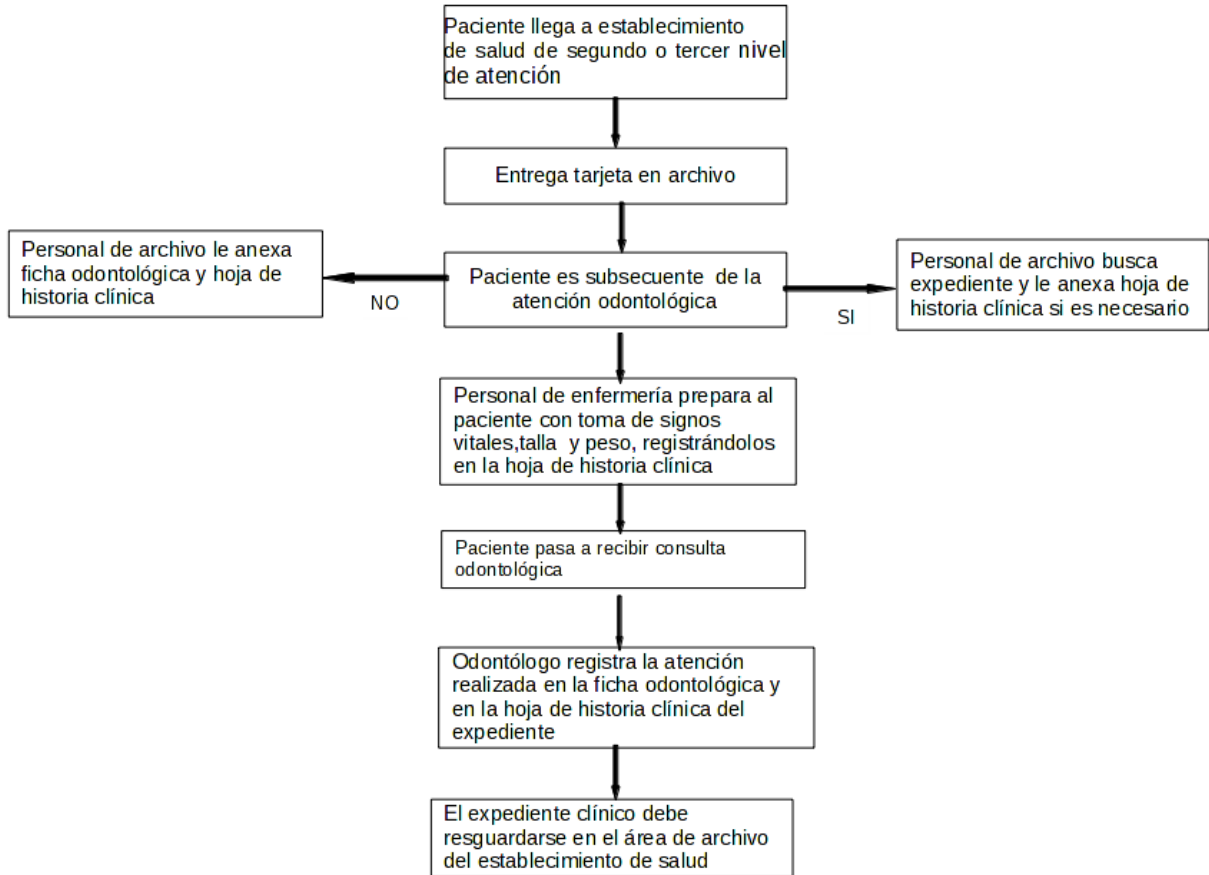 Paciente llega a establecimiento
de salud de segundo o tercer nivel
de atención
Entrega tarjeta en archivo
Personal de archivo le anexa
ficha odontológica y hoja de
historia clínica
NO
Paciente es subsecuente de la
atención odontológica
SI
Personal de archivo busca
expediente y le anexa hoja de
historia clínica si es necesario
Personal de enfermería prepara al
paciente con toma de signos
vitales,talla y peso, registrándolos
en la hoja de historia clínica
Paciente pasa a recibir consulta
odontológica
Odontólogo registra la atención
realizada en la ficha odontológica y
en la hoja de historia clínica del
expediente
El expediente clínico debe
resguardarse en el área de archivo
del establecimiento de salud